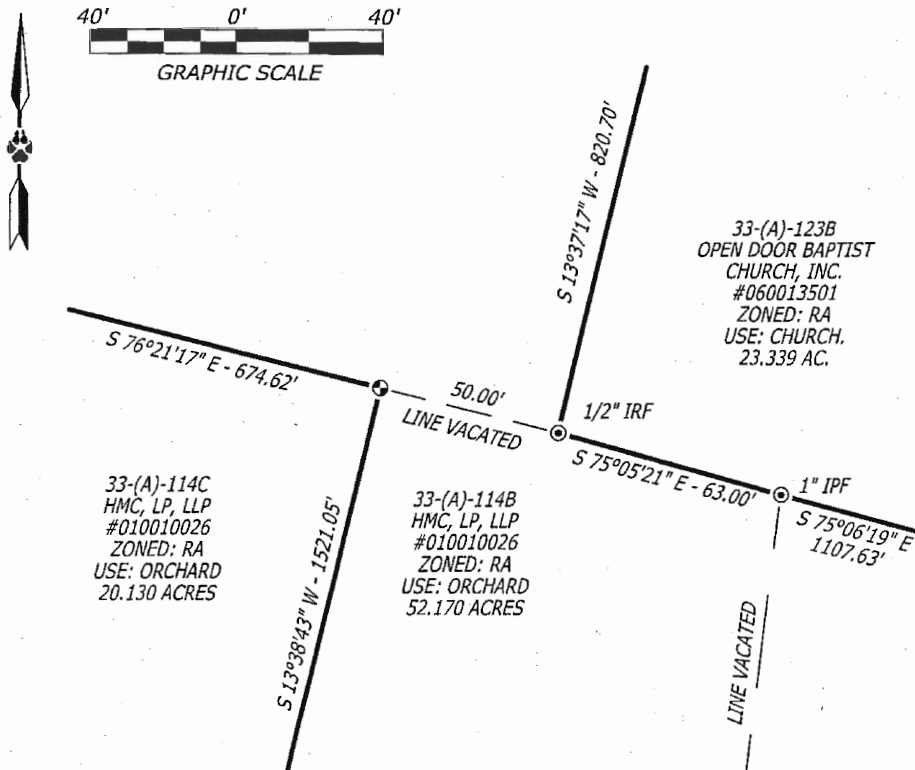 40' 0' 40'
GRAPHIC SCALE
S 13°37'17" W - 820.70'
33-(A)-123B
OPEN DOOR BAPTIST
CHURCH, INC.
#060013501
ZONED: RA
USE: CHURCH.
23.339 AC.
S 76°21'17" E - 674.62'
50.00'
LINE VACATED
1/2" IRF
S 75°05'21" E - 63.00'
1" IPF
S 75°06'19" E
1107.63'
33-(A)-114C
HMC, LP, LLP
#010010026
ZONED: RA
USE: ORCHARD
20.130 ACRES
S 13°38'43" W - 1521.05'
33-(A)-114B
HMC, LP, LLP
#010010026
ZONED: RA
USE: ORCHARD
52.170 ACRES
LINE VACATED